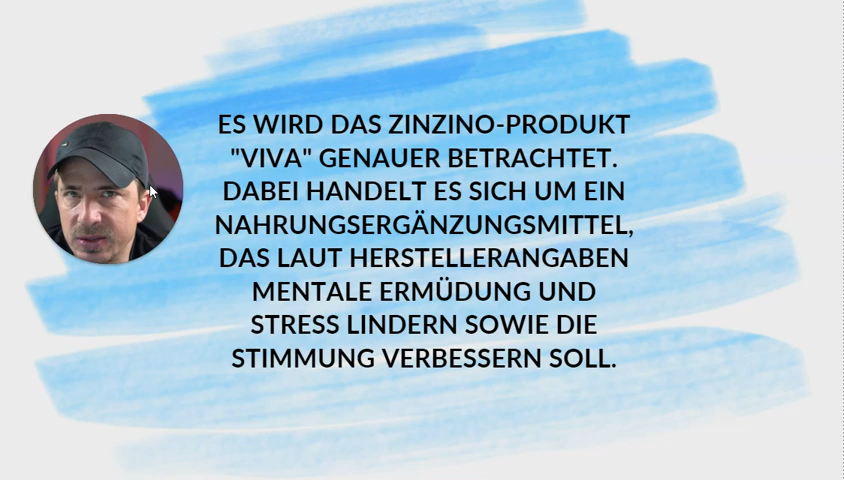 ES WIRD DAS ZINZINO-PRODUKT
"VIVA" GENAUER BETRACHTET.
DABEI HANDELT ES SICH UM EIN
NAHRUNGSERGÄNZUNGSMITTEL,
DAS LAUT HERSTELLERANGABEN
MENTALE ERMÜDUNG UND
STRESS LINDERN SOWIE DIE
STIMMUNG VERBESSERN SOLL.